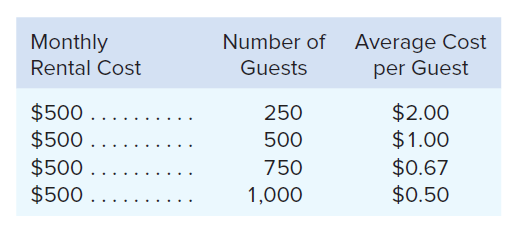 Monthly Number of Average Cost
Rental Cost Guests per Guest
$500 . . . . . . . . . . 250 $2.00
$500 . . . . . . . . . . 500 $1.00
$500 . . . . . . . . . . 750 $0.67
$500 . . . . . . . . . . 1,000 $0.50